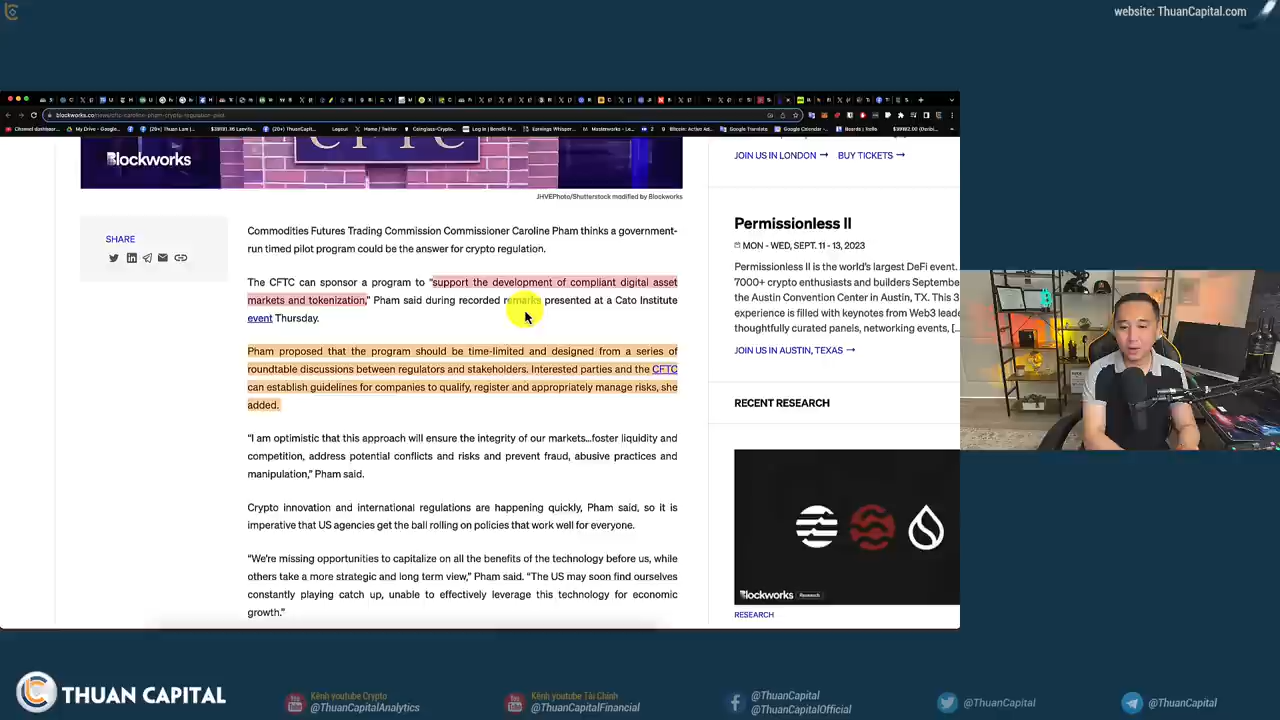 website: ThuanCapital.com
CFTC
Blockworks
JHVEPhoto/Shutterstock modified by Blockworks
JOIN US IN LONDON → BUY TICKETS →
SHARE
Commodities Futures Trading Commission Commissioner Caroline Pham thinks a government-
run timed pilot program could be the answer for crypto regulation.
The CFTC can sponsor a program to “support the development of compliant digital asset
markets and tokenization,” Pham said during recorded remarks presented at a Cato Institute
event Thursday.
Pham proposed that the program should be time-limited and designed from a series of
roundtable discussions between regulators and stakeholders. Interested parties and the CFTC
can establish guidelines for companies to qualify, register and appropriately manage risks, she
added.
“I am optimistic that this approach will ensure the integrity of our markets…foster liquidity and
competition, address potential conflicts and risks and prevent fraud, abusive practices and
manipulation,” Pham said.
Crypto innovation and international regulations are happening quickly, Pham said, so it is
imperative that US agencies get the ball rolling on policies that work well for everyone.
“We’re missing opportunities to capitalize on all the benefits of the technology before us, while
others take a more strategic and long term view,” Pham said. “The US may soon find ourselves
constantly playing catch up, unable to effectively leverage this technology for economic
growth.”
Permissionless II
MON - WED, SEPT. 11 - 13, 2023
Permissionless II is the world’s largest DeFi event.
7000+ crypto enthusiasts and builders Septembe
the Austin Convention Center in Austin, TX. This 3
experience is filled with keynotes from Web3 leade
thoughtfully curated panels, networking events, […
JOIN US IN AUSTIN, TEXAS →
RECENT RESEARCH
Blockworks Research
RESEARCH
THUAN CAPITAL
Kênh youtube Crypto
@ThuanCapitalAnalytics
Kênh youtube Tài Chính
@ThuanCapitalFinancial
@ThuanCapital
@ThuanCapitalOfficial
@ThuanCapital
@ThuanCapital